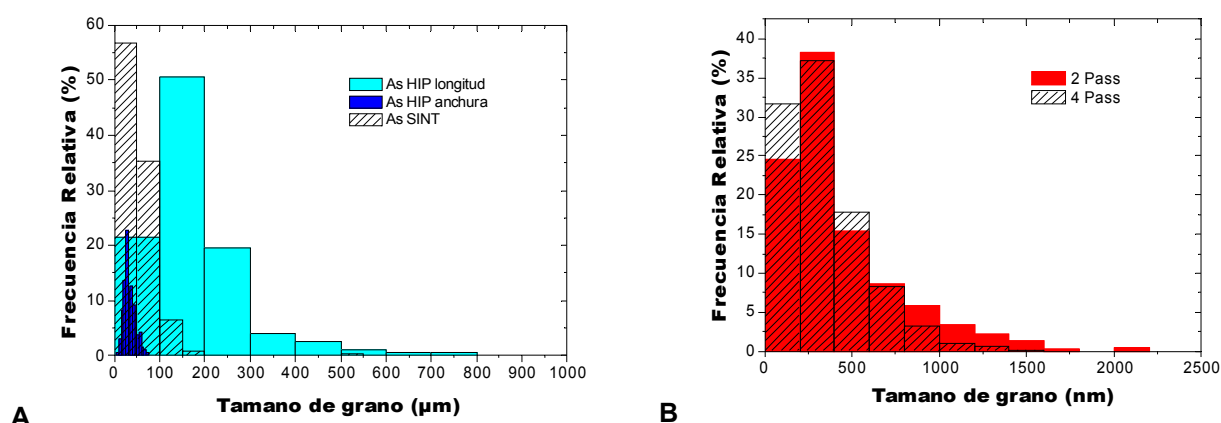 60
50
40
30
20
10
0
Frecuencia Relativa (%)
As HIP longitud
As HIP anchura
As SINT
0 100 200 300 400 500 600 700 800 900 1000
Tamano de grano (µm)
A
40
35
30
25
20
15
10
5
0
Frecuencia Relativa (%)
2 Pass
4 Pass
0 500 1000 1500 2000 2500
Tamano de grano (nm)
B